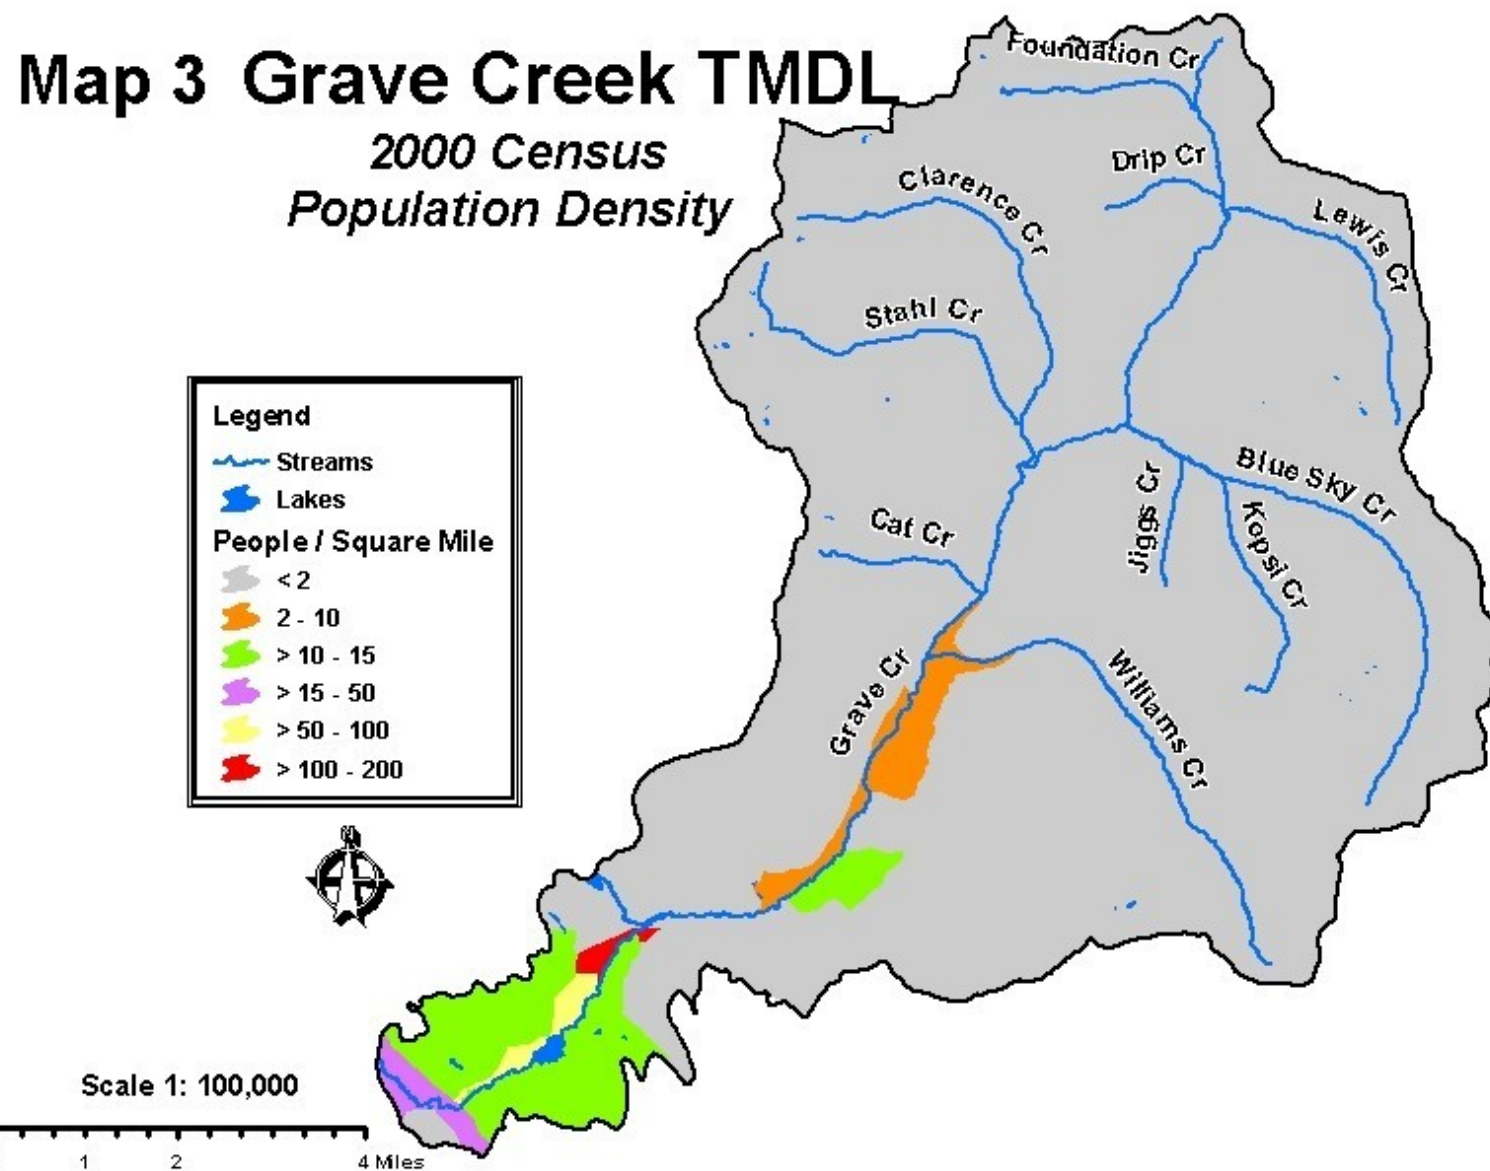 Map 3 Grave Creek TMDL
2000 Census
Population Density
Foundation Cr
Drip Cr
Clarence Cr
Lewis Cr
Stahl Cr
Blue Sky Cr
Jiggs Cr
Kopsi Cr
Cat Cr
Grave Cr
Williams Cr
Legend
Streams
Lakes
People / Square Mile
< 2
2 - 10
> 10 - 15
> 15 - 50
> 50 - 100
> 100 - 200
N
Scale 1: 100,000
1 2 4 Miles